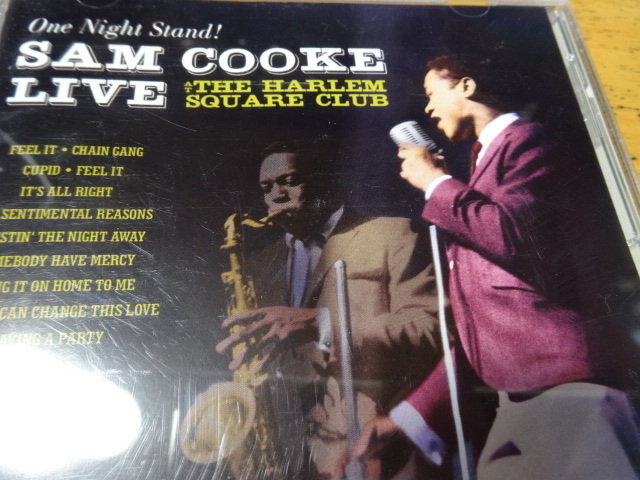 One Night Stand!
SAM COOKE
LIVE AT THE HARLEM
SQUARE CLUB
FEEL IT • CHAIN GANG
CUPID • FEEL IT
IT'S ALL RIGHT
SENTIMENTAL REASONS
STIN' THE NIGHT AWAY
MEBODY HAVE MERCY
G IT ON HOME TO ME
CAN CHANGE THIS LOVE
A PARTY